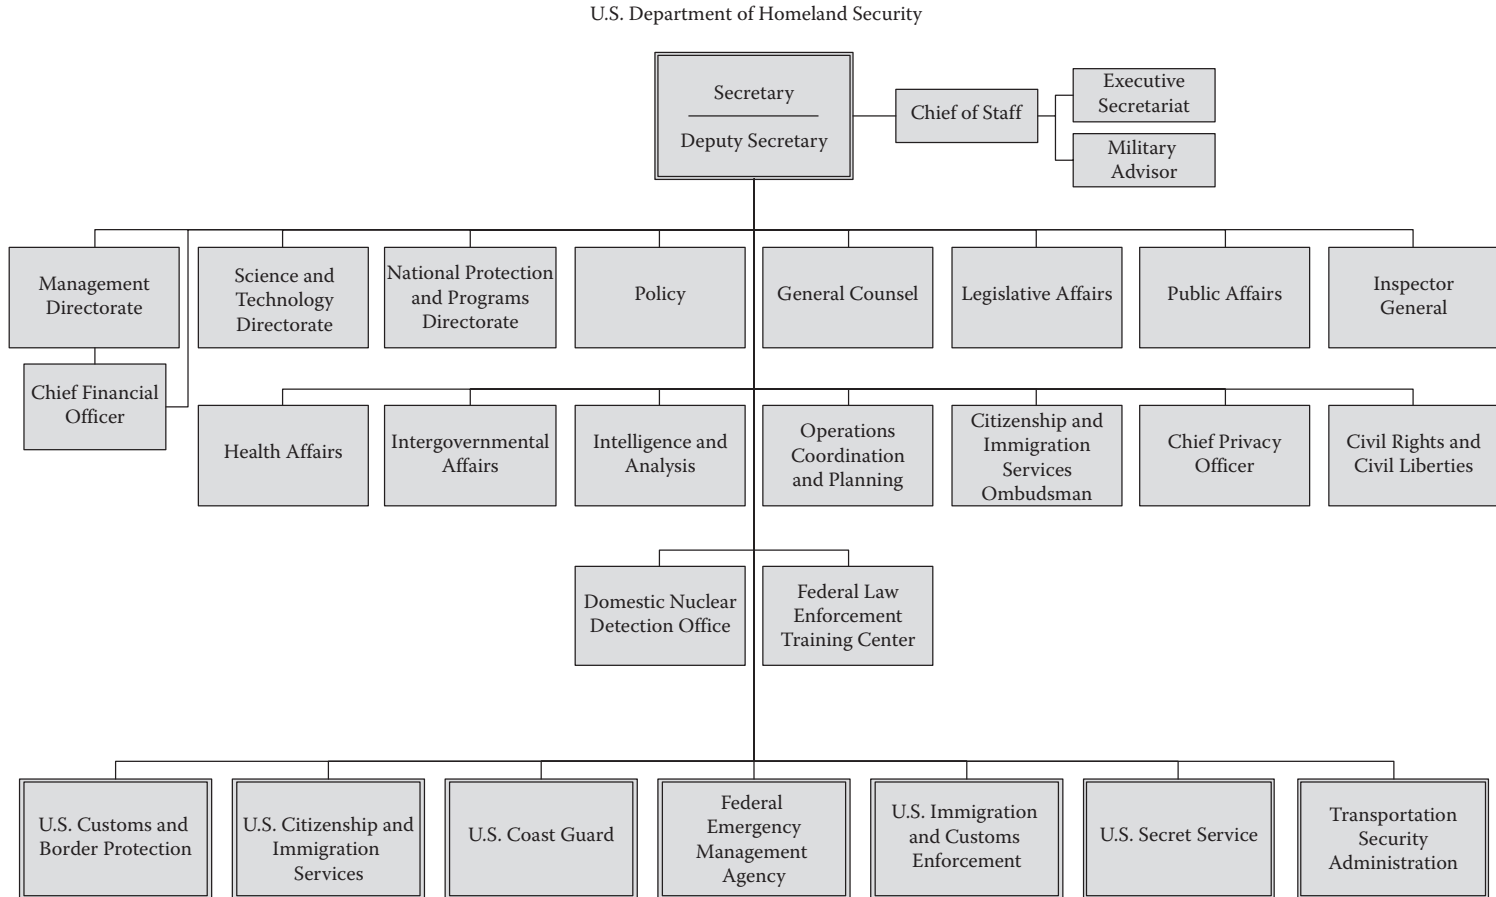 U.S. Department of Homeland Security
Secretary
Deputy Secretary
Chief of Staff
Executive
Secretariat
Military
Advisor
Management
Directorate
Science and
Technology
Directorate
National Protection
and Programs
Directorate
Policy
General Counsel
Legislative Affairs
Public Affairs
Inspector
General
Chief Financial
Officer
Health Affairs
Intergovernmental
Affairs
Intelligence and
Analysis
Operations
Coordination
and Planning
Citizenship and
Immigration
Services
Ombudsman
Chief Privacy
Officer
Civil Rights and
Civil Liberties
Domestic Nuclear
Detection Office
Federal Law
Enforcement
Training Center
U.S. Customs and
Border Protection
U.S. Citizenship and
Immigration
Services
U.S. Coast Guard
Federal
Emergency
Management
Agency
U.S. Immigration
and Customs
Enforcement
U.S. Secret Service
Transportation
Security
Administration